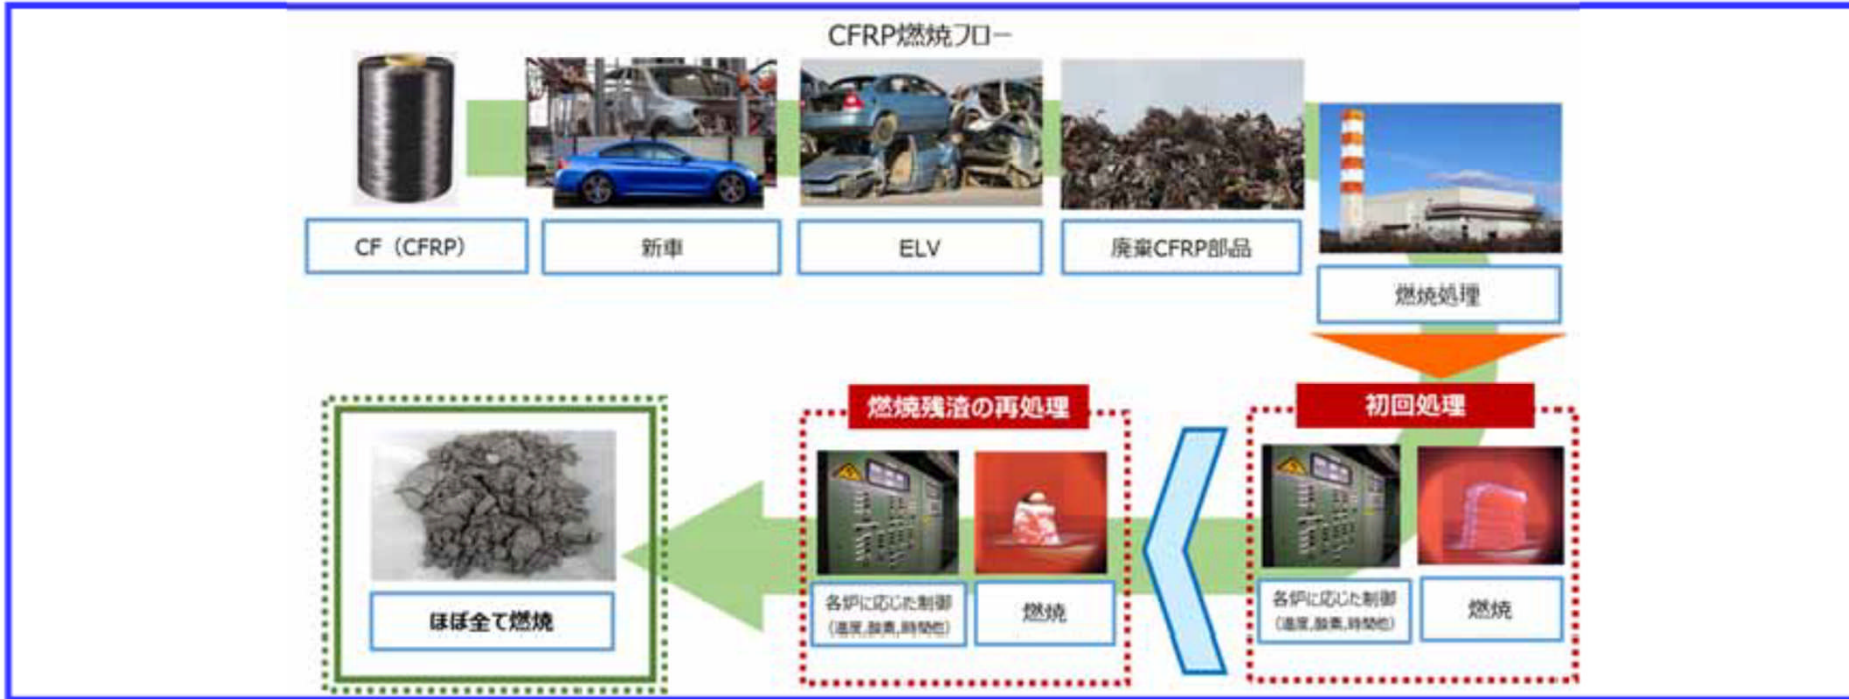 CFRP燃焼フロー
CF（CFRP）
新車
ELV
廃棄CFRP部品
燃焼処理
初回処理
各炉に応じた制御
（温度,酸素,時間他）
燃焼
燃焼残渣の再処理
各炉に応じた制御
（温度,酸素,時間他）
燃焼
ほぼ全て燃焼